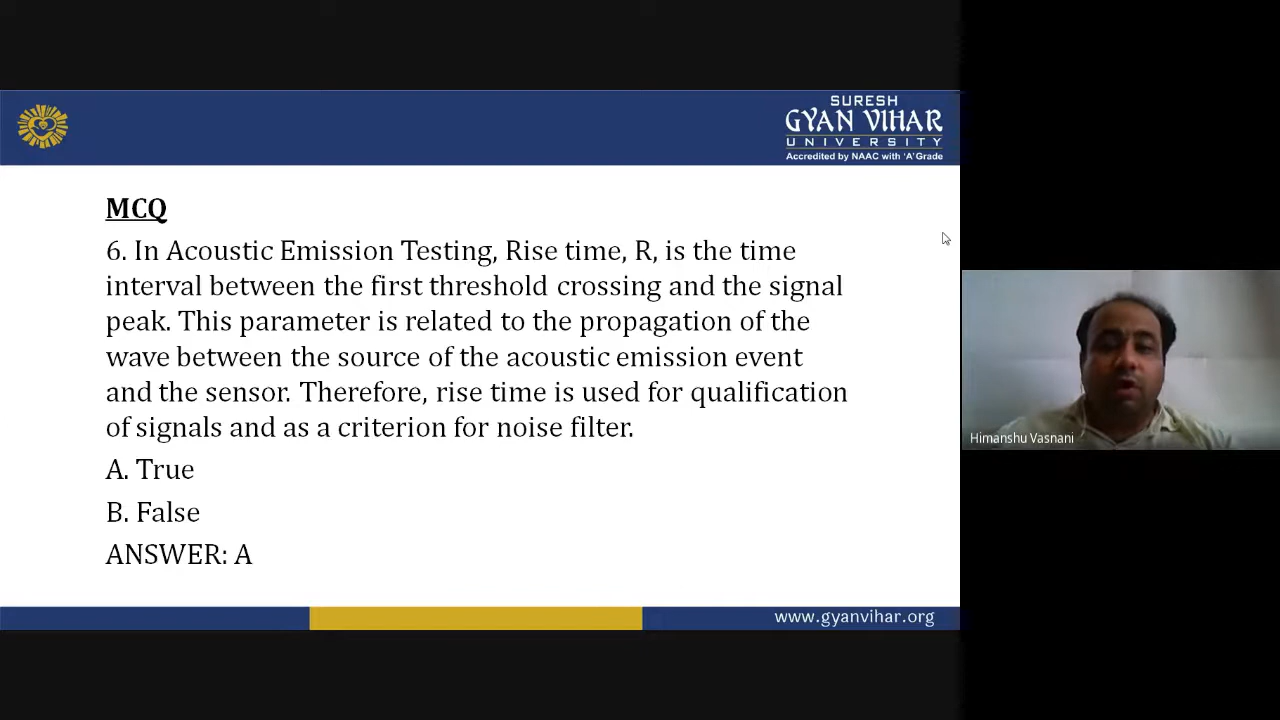 SURESH
GYAN VIHAR
UNIVERSITY
Accredited by NAAC with 'A' Grade
MCQ
6. In Acoustic Emission Testing, Rise time, R, is the time
interval between the first threshold crossing and the signal
peak. This parameter is related to the propagation of the
wave between the source of the acoustic emission event
and the sensor. Therefore, rise time is used for qualification
of signals and as a criterion for noise filter.
A. True
B. False
ANSWER: A
www.gyanvihar.org
Himanshu Vasnani